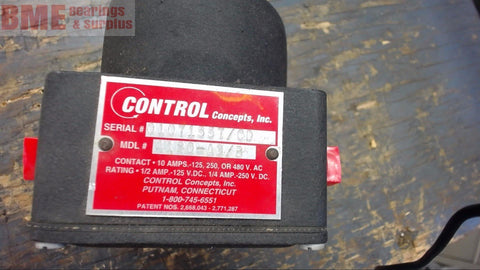 BME Bearings & surplus
CONTROL Concepts, Inc.
SERIAL #
MDL #
CONTACT • 10 AMPS.-125, 250, OR 480 V. AC
RATING • 1/2 AMP.-125 V.D.C., 1/4 AMP.-250 V. DC.
CONTROL Concepts, Inc.
PUTNAM, CONNECTICUT
1-800-745-6551
PATENT NOS. 2,658,043 - 2,771,287